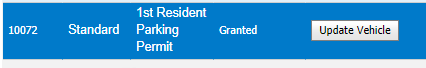 10072 Standard 1st Resident Parking Permit Granted Update Vehicle